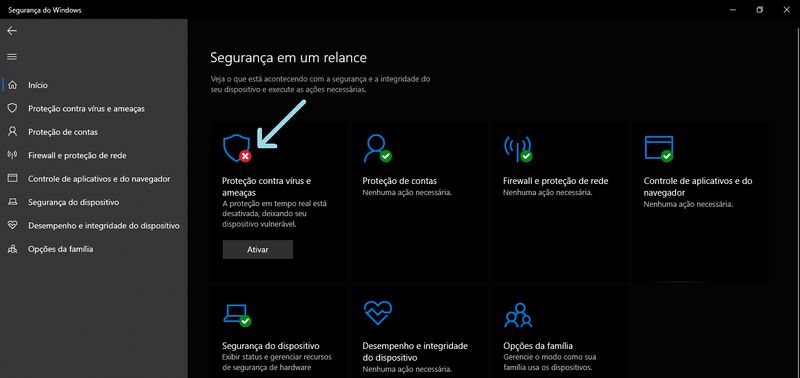 Segurança do Windows
Início
Proteção contra vírus e ameaças
Proteção de contas
Firewall e proteção de rede
Controle de aplicativos e do navegador
Segurança do dispositivo
Desempenho e integridade do dispositivo
Opções da família
Segurança em um relance
Veja o que está acontecendo com a segurança e a integridade do
seu dispositivo e execute as ações necessárias.
Proteção contra vírus e
ameaças
A proteção em tempo real está
desativada, deixando seu
dispositivo vulnerável.
Ativar
Proteção de contas
Nenhuma ação necessária.
Firewall e proteção de rede
Nenhuma ação necessária.
Controle de aplicativos e do
navegador
Nenhuma ação necessária.
Segurança do dispositivo
Exibir status e gerenciar recursos
de segurança de hardware
Desempenho e integridade
do dispositivo
Nenhuma ação necessária.
Opções da família
Gerencie o modo como sua
família usa os dispositivos.